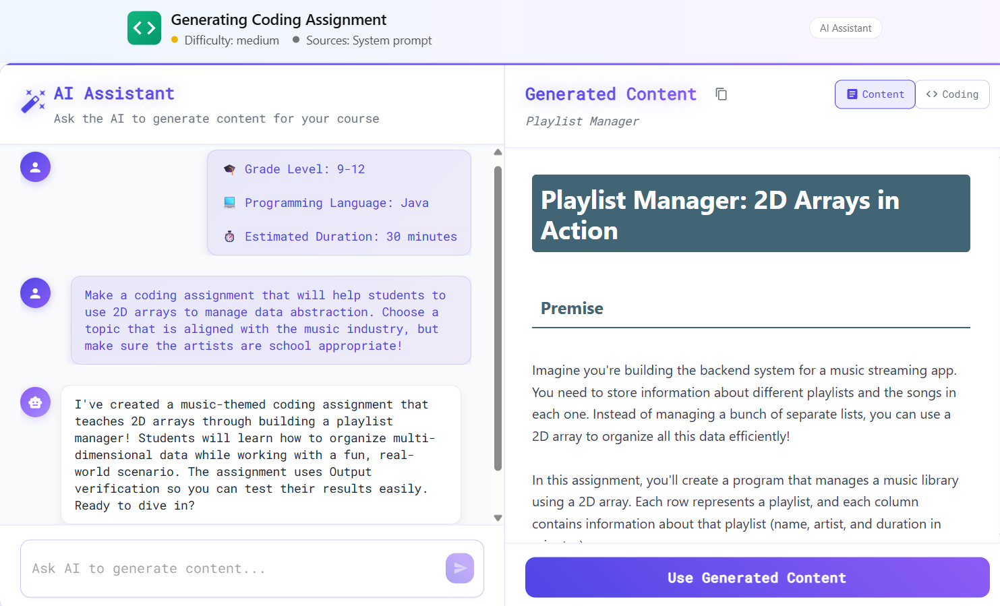 Generating Coding Assignment
Difficulty: medium
Sources: System prompt
AI Assistant
AI Assistant
Ask the AI to generate content for your course
Grade Level: 9-12
Programming Language: Java
Estimated Duration: 30 minutes
Make a coding assignment that will help students to
use 2D arrays to manage data abstraction. Choose a
topic that is aligned with the music industry, but
make sure the artists are school appropriate!
I've created a music-themed coding assignment that
teaches 2D arrays through building a playlist
manager! Students will learn how to organize multi-
dimensional data while working with a fun, real-
world scenario. The assignment uses Output
verification so you can test their results easily.
Ready to dive in?
Ask AI to generate content...
Generated Content
Playlist Manager
Content
Coding
Playlist Manager: 2D Arrays in
Action
Premise
Imagine you're building the backend system for a music streaming app.
You need to store information about different playlists and the songs in
each one. Instead of managing a bunch of separate lists, you can use a
2D array to organize all this data efficiently!
In this assignment, you'll create a program that manages a music library
using a 2D array. Each row represents a playlist, and each column
contains information about that playlist (name, artist, and duration in
Use Generated Content